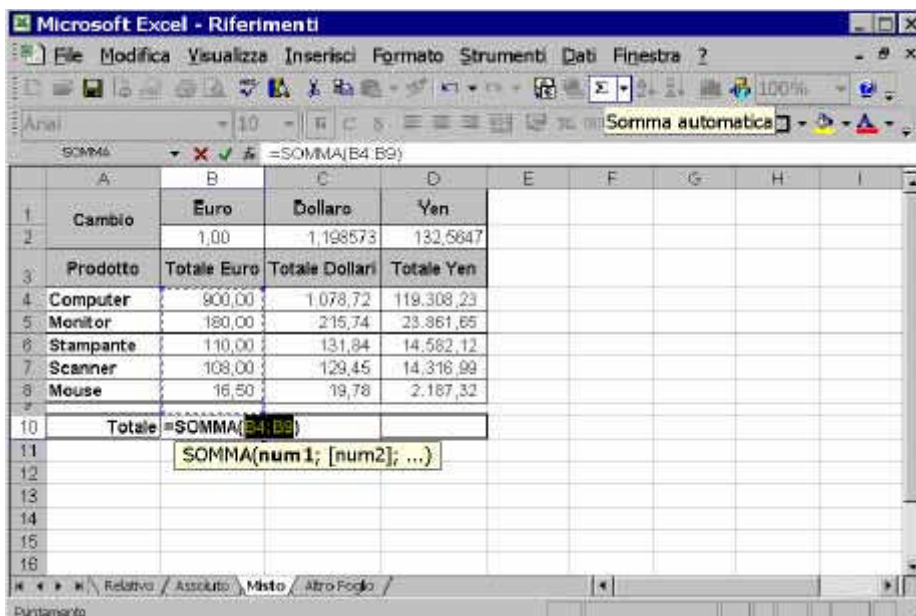 Microsoft Excel - Riferimenti
File Modifica Visualizza Inserisci Formato Strumenti Dati Finestra ?
Σ 100%
Arial 10 G C S Somma automatica
SOMMA fx =SOMMA(B4:B9)
A B C D E F G H I
1 Cambio Euro Dollaro Yen
2 1,00 1,198573 132,5647
3 Prodotto Totale Euro Totale Dollari Totale Yen
4 Computer 900,00 1.078,72 119.308,23
5 Monitor 180,00 215,74 23.861,65
6 Stampante 110,00 131,84 14.582,12
7 Scanner 108,00 129,45 14.316,99
8 Mouse 16,50 19,78 2.187,32
9
10 Totale =SOMMA(B4:B9)
11 SOMMA(num1; [num2]; ...)
12
13
14
15
16
Relativo / Assoluto \ Misto / Altro Foglio /
Puntamento